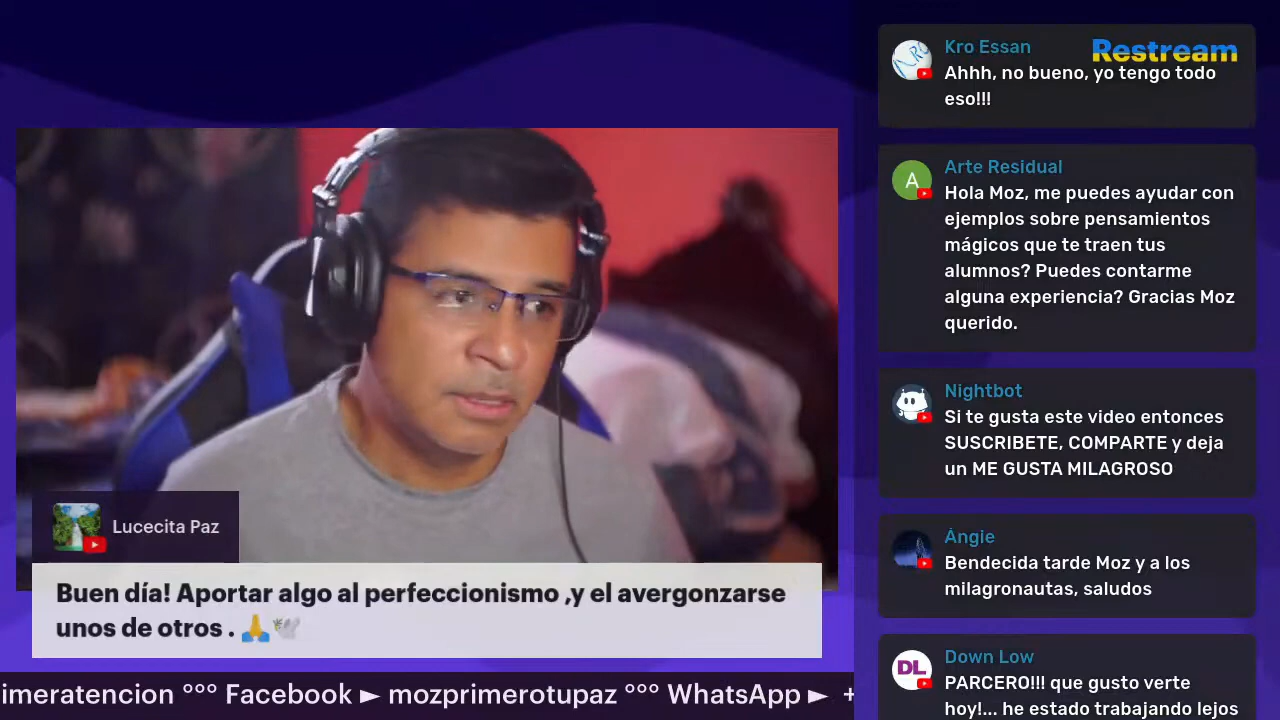 Lucecita Paz
Buen día! Aportar algo al perfeccionismo ,y el avergonzarse
unos de otros . 🙏🕊️
imeratencion °°° Facebook ► mozprimerotupaz °°° WhatsApp ► +
Restream
Kro Essan
Ahhh, no bueno, yo tengo todo
eso!!!
A
Arte Residual
Hola Moz, me puedes ayudar con
ejemplos sobre pensamientos
mágicos que te traen tus
alumnos? Puedes contarme
alguna experiencia? Gracias Moz
querido.
Nightbot
Si te gusta este video entonces
SUSCRIBETE, COMPARTE y deja
un ME GUSTA MILAGROSO
Angie
Bendecida tarde Moz y a los
milagronautas, saludos
DL
Down Low
PARCERO!!! que gusto verte
hoy!... he estado trabajando lejos